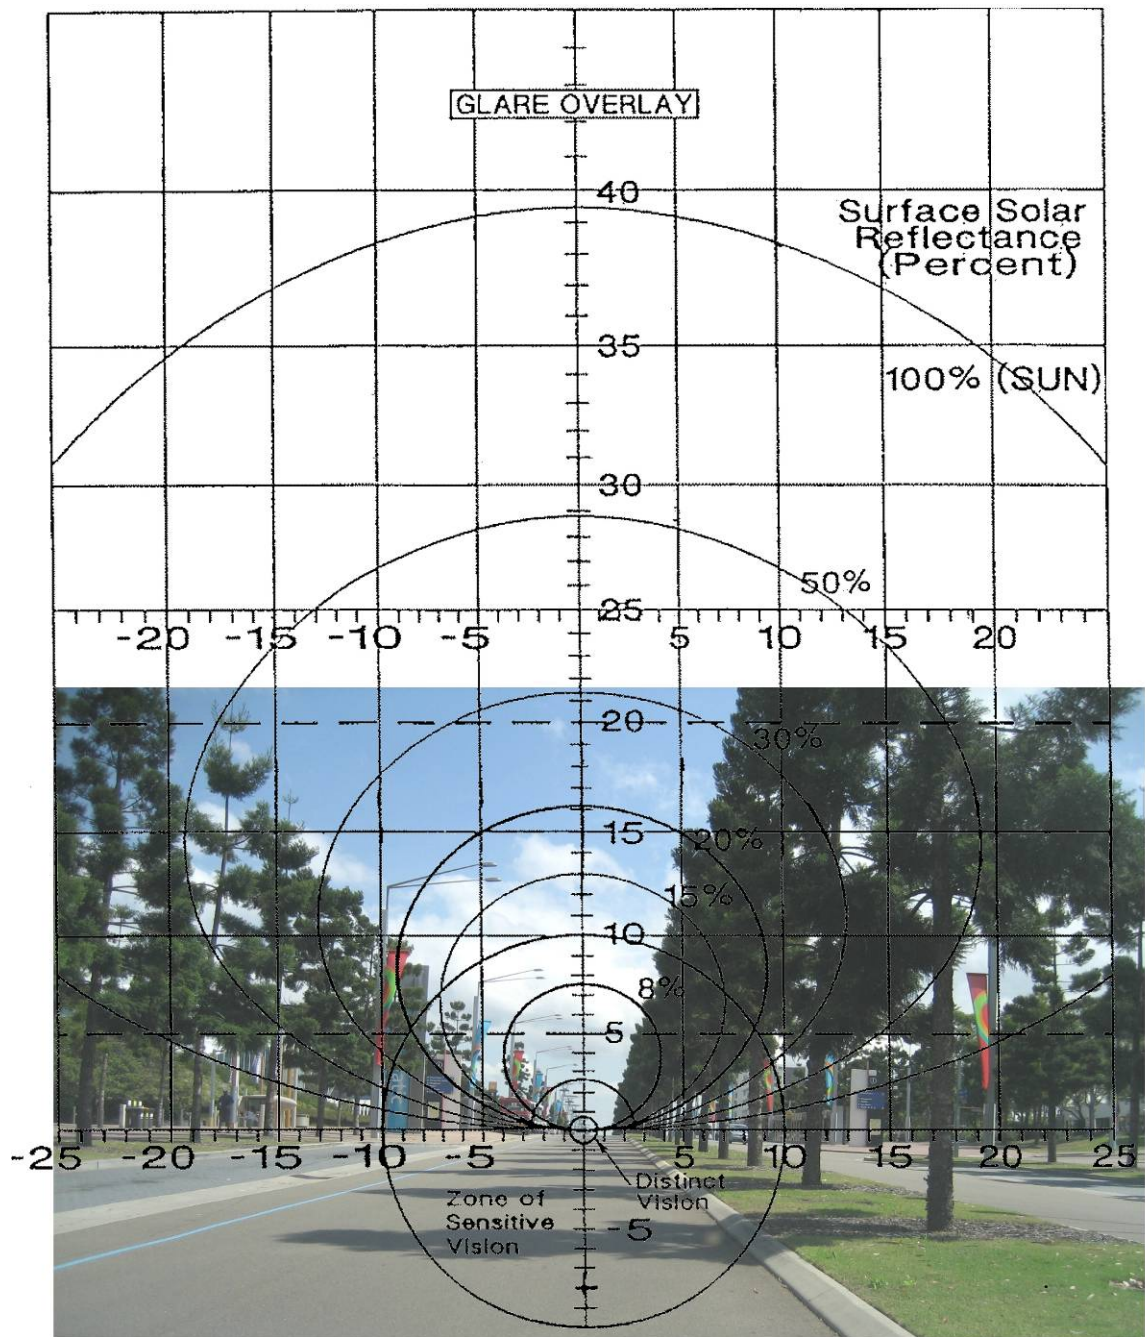 GLARE OVERLAY
40
Surface Solar
Reflectance
(Percent)
35
100% (SUN)
30
50%
25
-20 -15 -10 -5 5 10 15 20
20
30%
15
20%
15%
10
8%
5
-25 -20 -15 -10 -5 5 10 15 20 25
Distinct
Vision
Zone of
Sensitive
Vision
-5